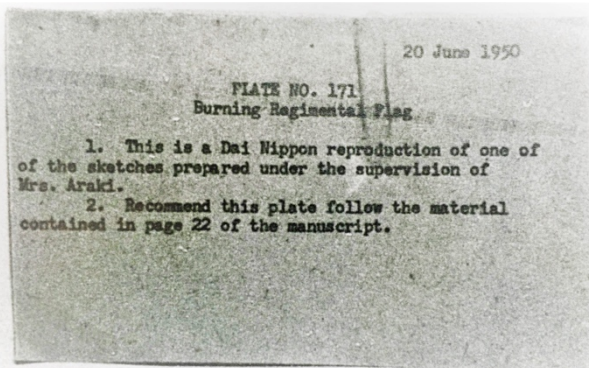 20 June 1950
PLATE NO. 171
Burning Regimental Flag
1. This is a Dai Nippon reproduction of one of
of the sketches prepared under the supervision of
Mrs. Araki.
2. Recommend this plate follow the material
contained in page 22 of the manuscript.